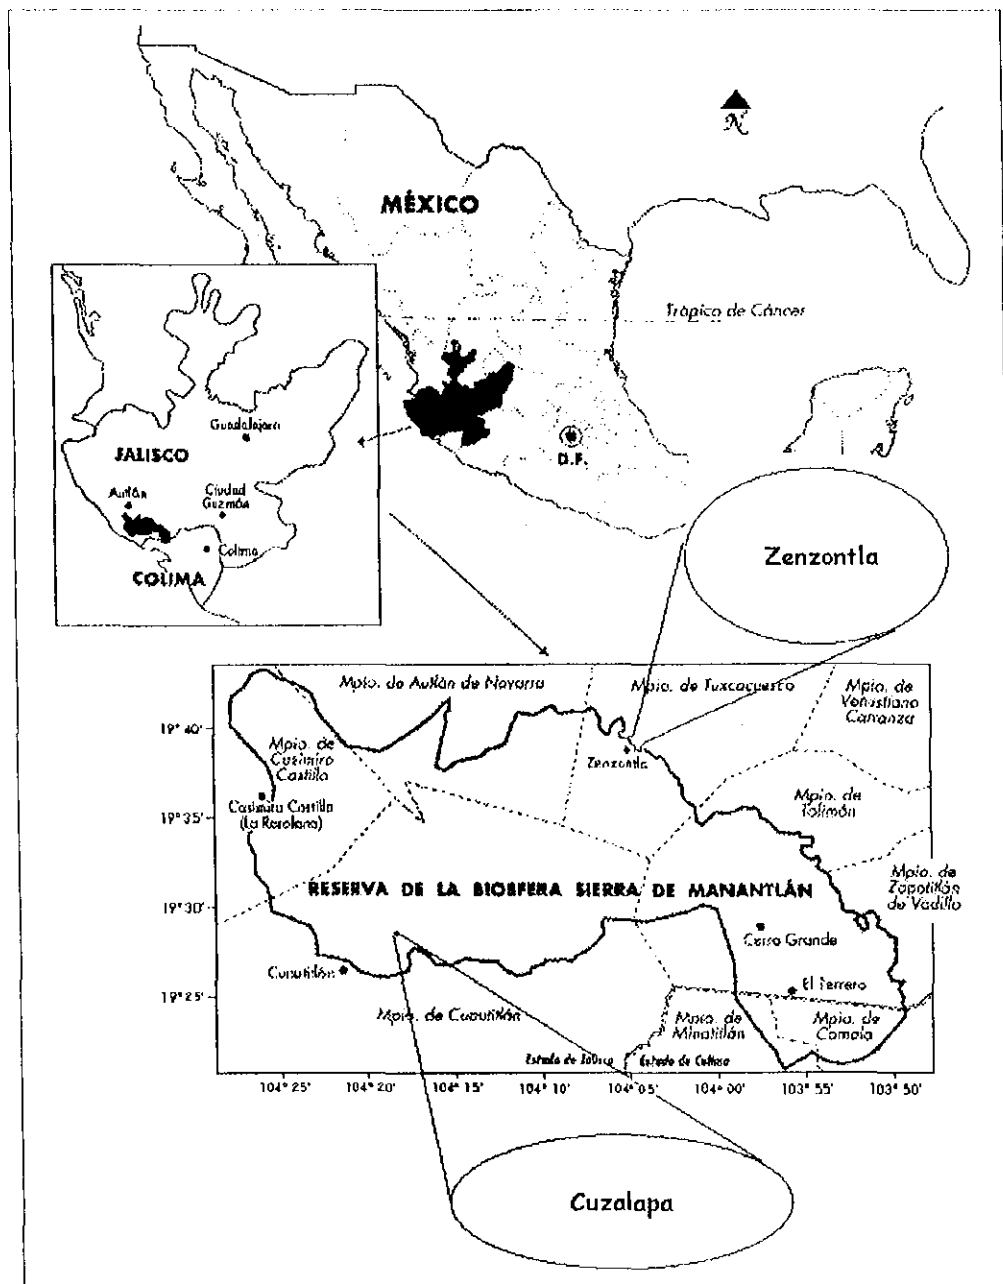 N
MÉXICO
Trópico de Cáncer
D.F.
Guadalajara
JALISCO
Autlán
Ciudad
Guzmán
Colima
COLIMA
Zenzontla
Mpio. de Autlán de Navarro
Mpio. de Tuxcacuesco
Mpio. de
Venustiano
Carranza
19° 40'
Mpio. de
Casimiro
Castillo
Zenzontla
Casimiro Castillo
(La Resolana)
Mpio. de
Tolimán
19° 35'
RESERVA DE LA BIOSFERA SIERRA DE MANANTLÁN
Mpio. de
Zapotitlán
de Vadillo
19° 30'
Cerro Grande
Cuautitlán
El Terrero
19° 25'
Mpio. de Cuautitlán
Mpio. de
Minatitlán
Mpio. de
Comala
Estado de Jalisco
Estado de Colima
104° 25' 104° 20' 104° 15' 104° 10' 104° 05' 104° 00' 103° 55' 103° 50'
Cuzalapa